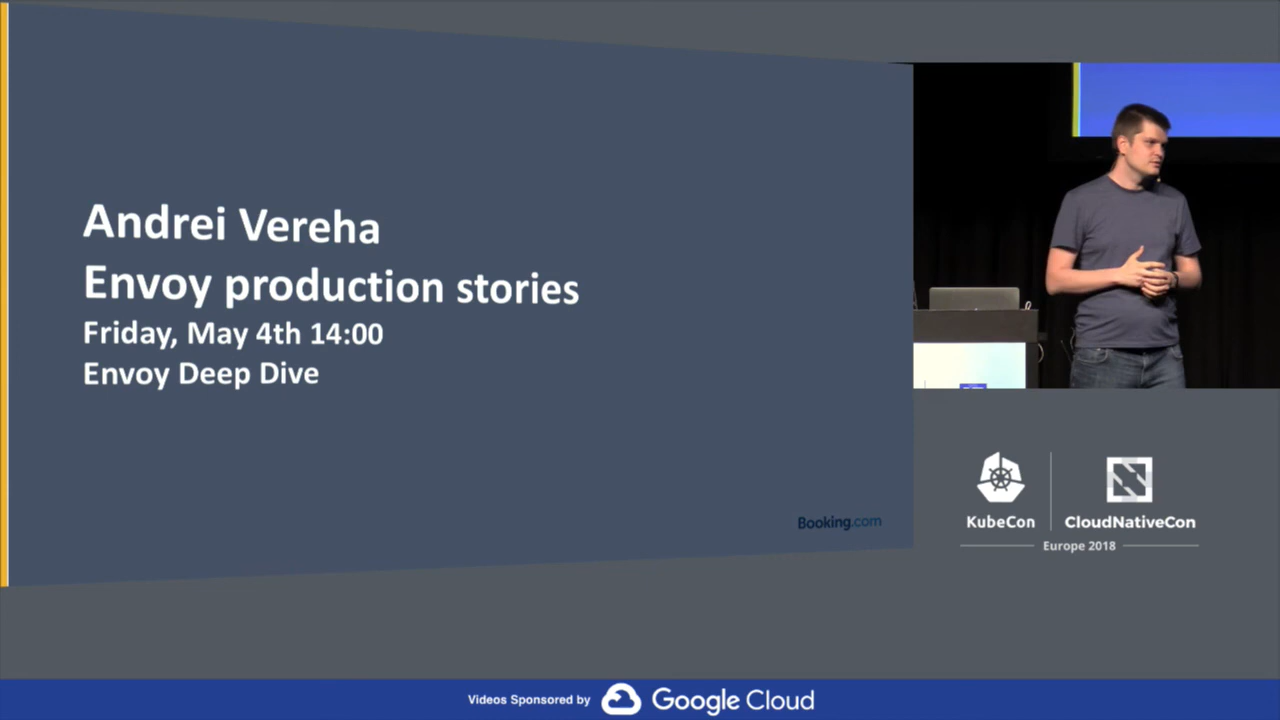 Andrei Vereha
Envoy production stories
Friday, May 4th 14:00
Envoy Deep Dive
Booking.com
KubeCon
CloudNativeCon
Europe 2018
Videos Sponsored by Google Cloud